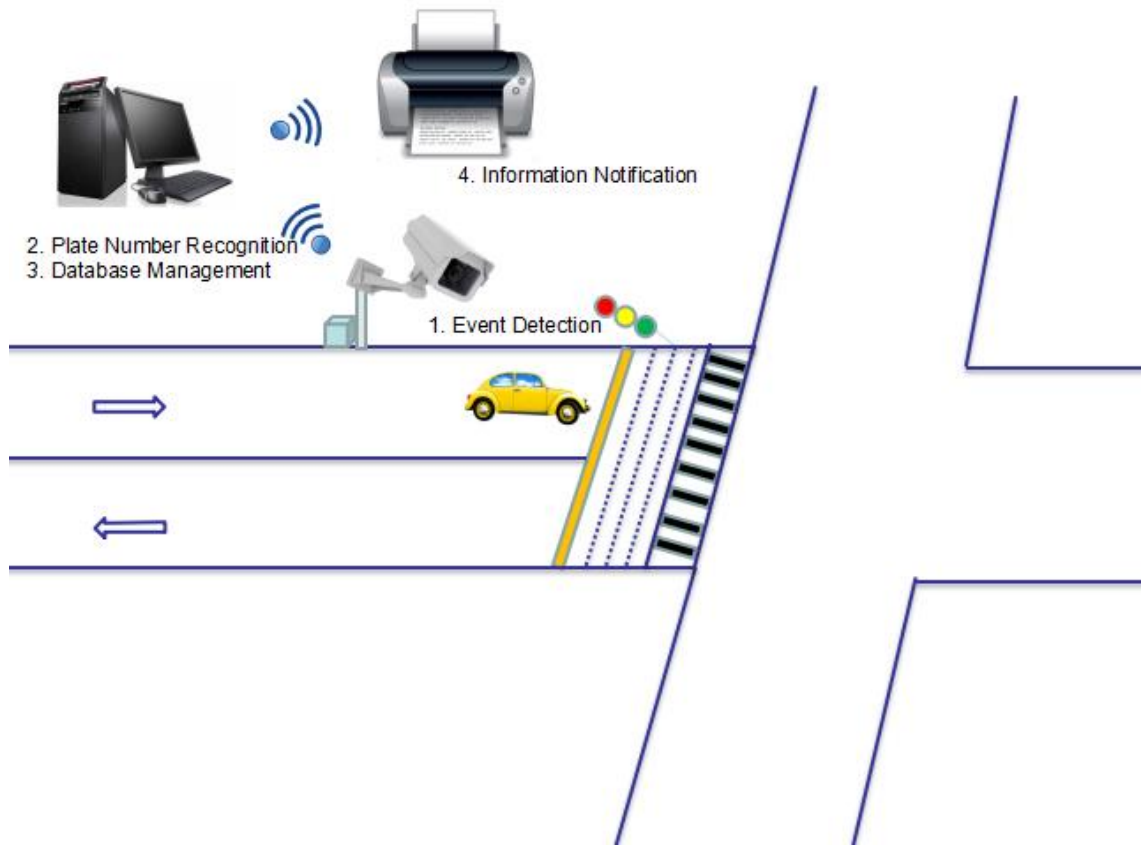 4. Information Notification
2. Plate Number Recognition
3. Database Management
1. Event Detection